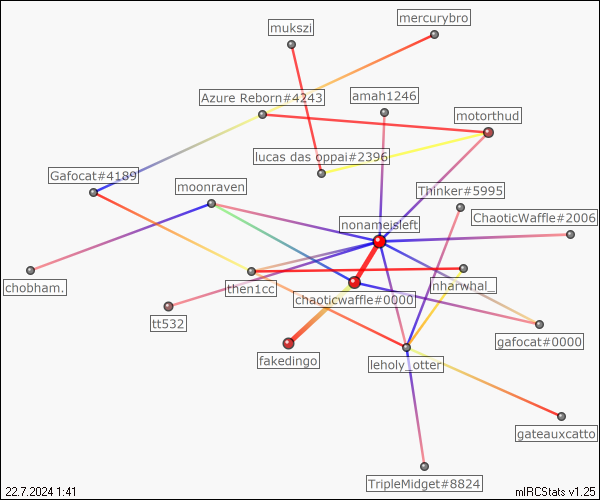 mercurybro
mukszi
Azure Reborn#4243
amah1246
motorthud
lucas das oppai#2396
Gafocat#4189
moonraven
Thinker#5995
nonameisleft
ChaoticWaffle#2006
chobham.
then1cc
nharwhal_
chaoticwaffle#0000
tt532
gafocat#0000
fakedingo
leholy_otter
gateauxcatto
TripleMidget#8824
22.7.2024 1:41
mIRCStats v1.25